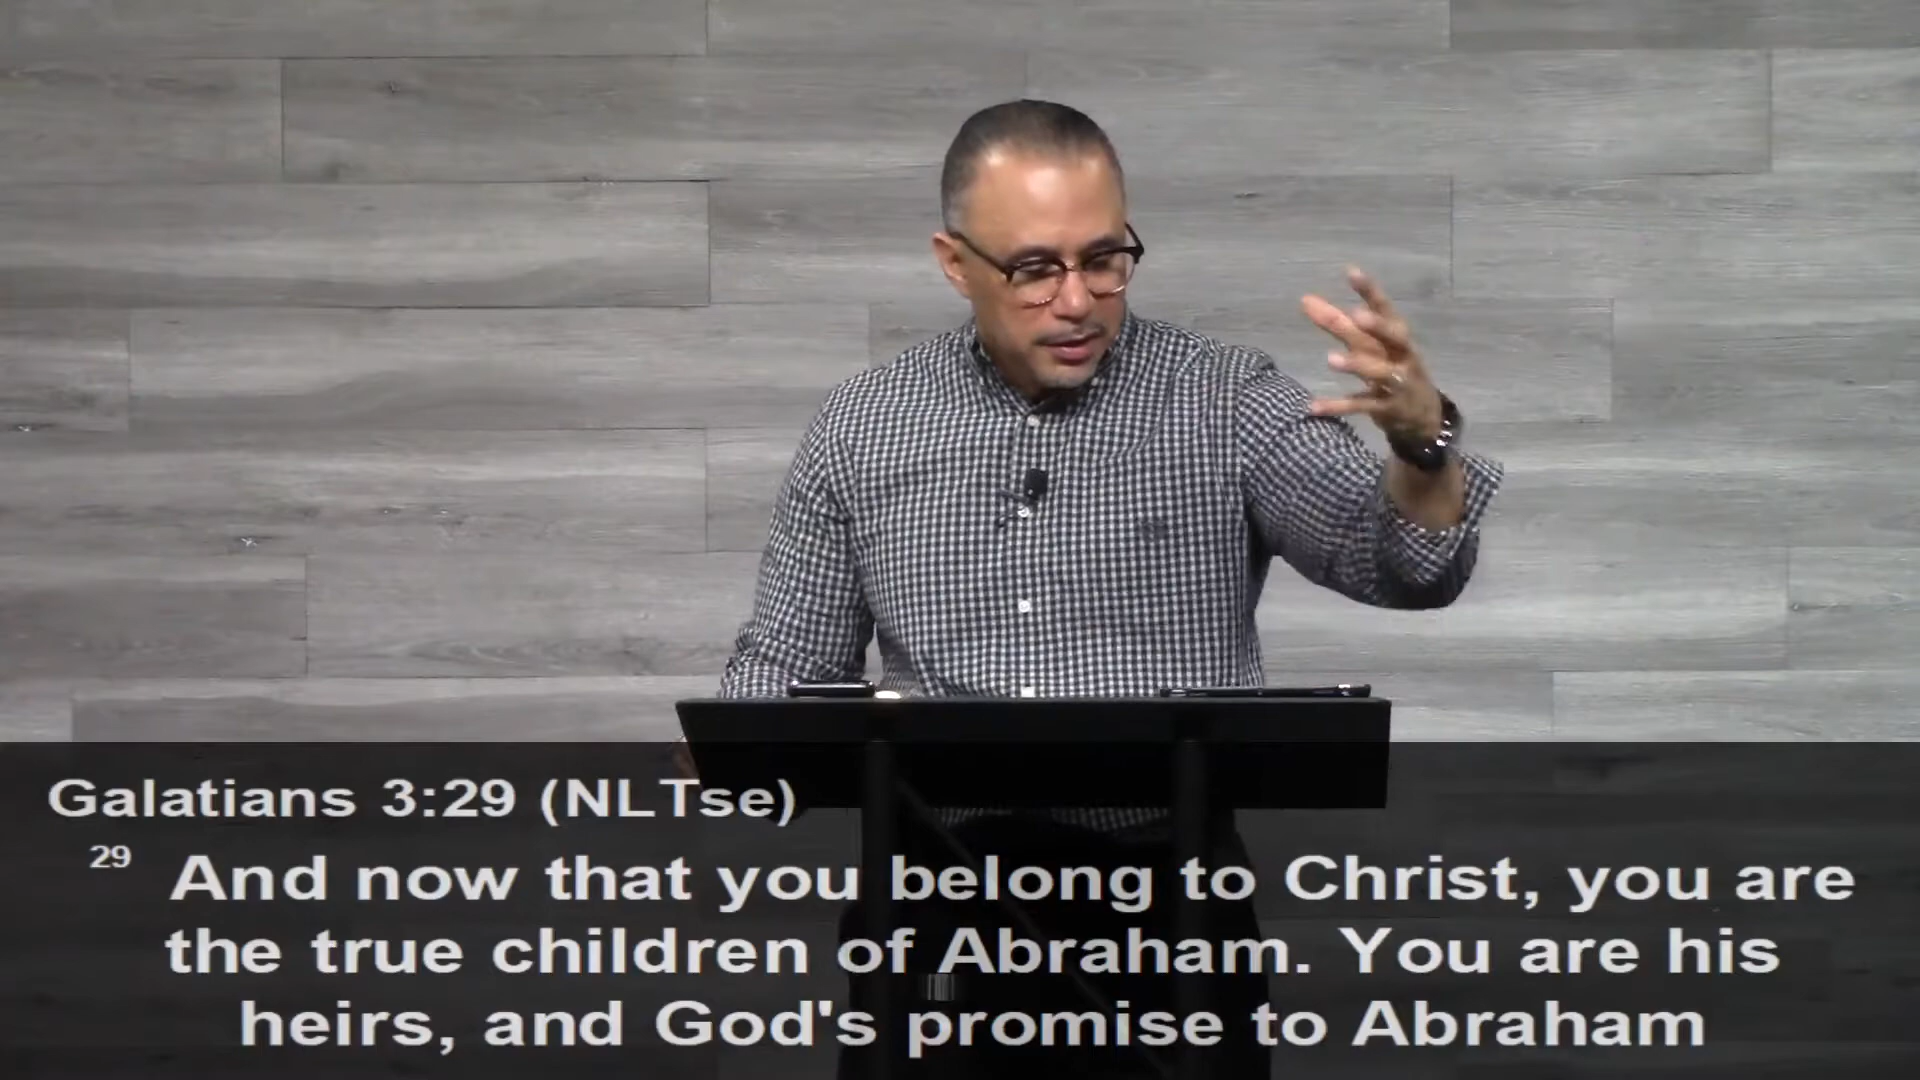 Galatians 3:29 (NLTse)
29 And now that you belong to Christ, you are
the true children of Abraham. You are his
heirs, and God's promise to Abraham